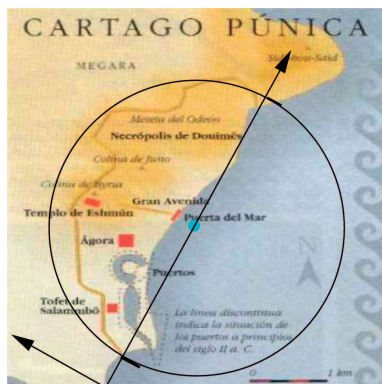 CARTAGO PÚNICA
MEGARA
Meseta del Odeón
Necrópolis de Douimès
Colina de Juno
Colina de Byrsa
Gran Avenida
Templo de Eshmún
Puerta del Mar
Ágora
Puertos
N
Tofet de
Salammbô
La línea discontinua
indica la situación de
los puertos a principios
del siglo II a. C.
0 1 km